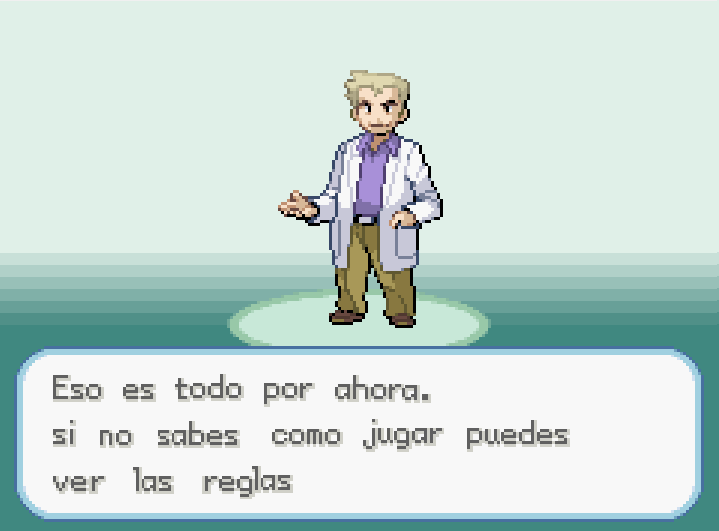 Eso es todo por ahora.
si no sabes como jugar puedes
ver las reglas